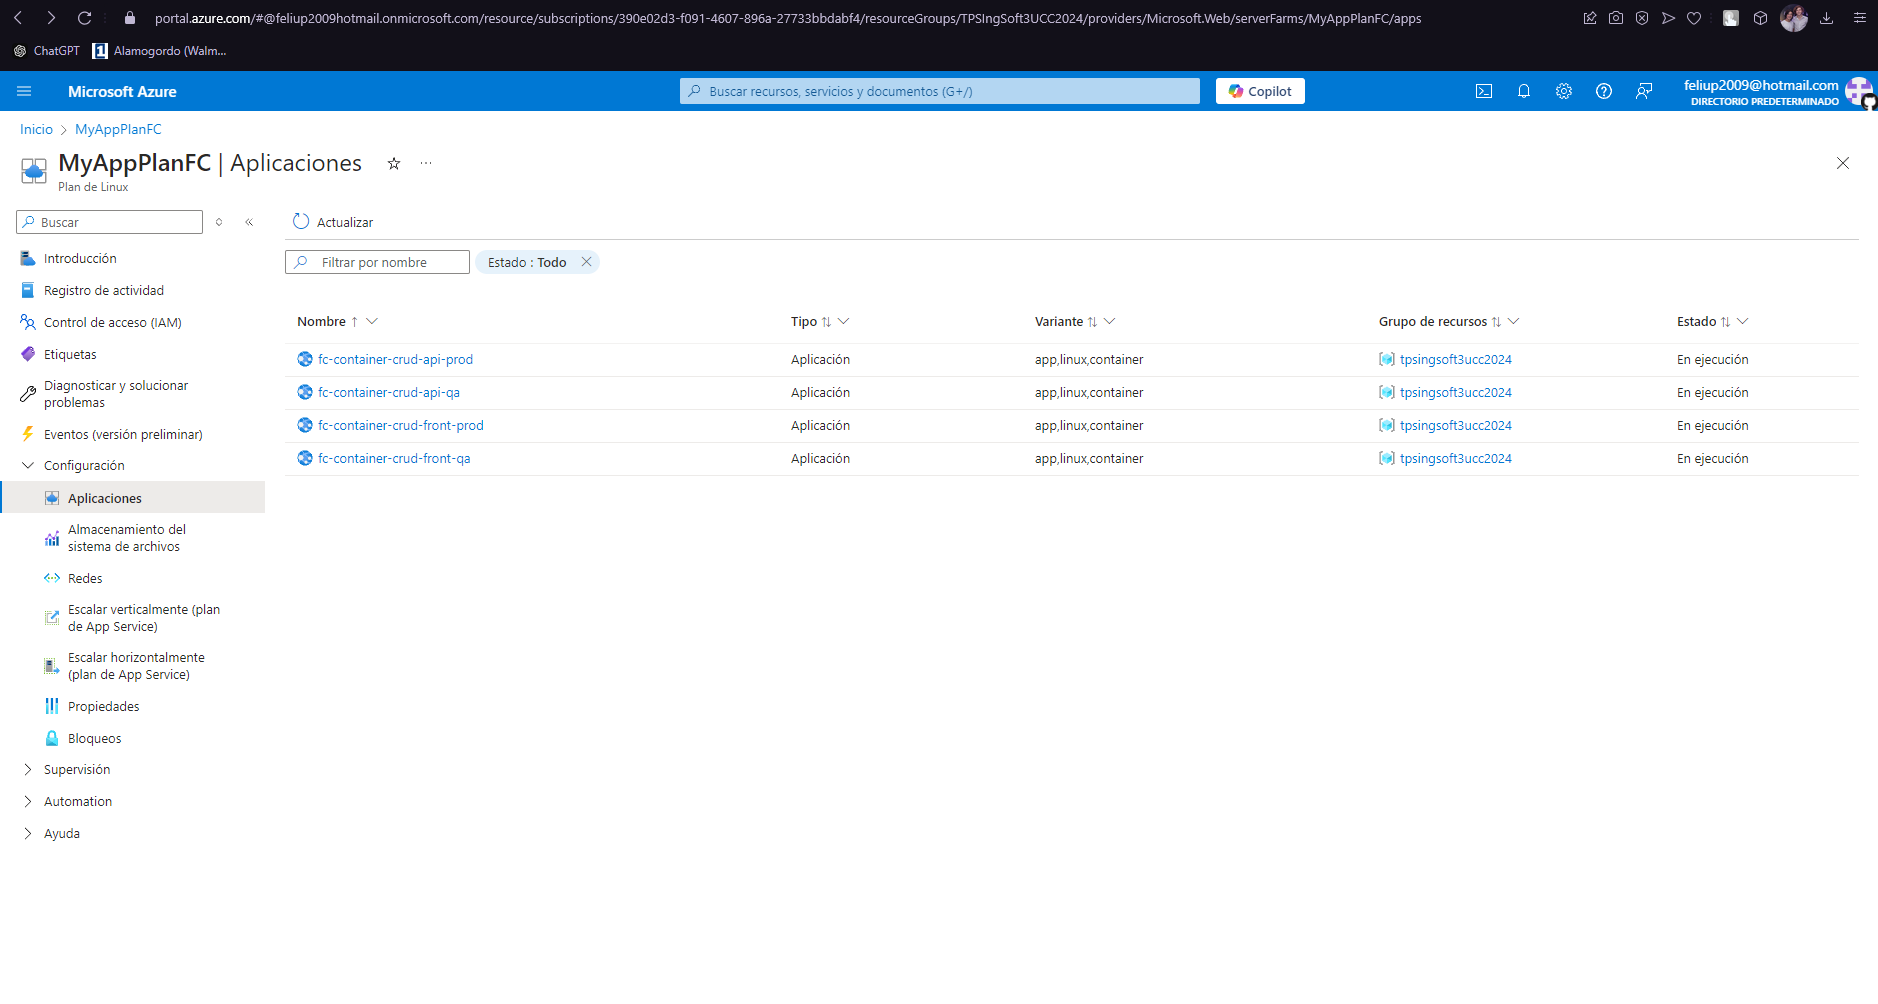 portal.azure.com/#@feliup2009hotmail.onmicrosoft.com/resource/subscriptions/390e02d3-f091-4607-896a-27733bbdabf4/resourceGroups/TPSIngSoft3UCC2024/providers/Microsoft.Web/serverFarms/MyAppPlanFC/apps
ChatGPT
1 Alamogordo (Walm...
Microsoft Azure
Buscar recursos, servicios y documentos (G+/)
Copilot
feliup2009@hotmail.com
DIRECTORIO PREDETERMINADO
Inicio > MyAppPlanFC
MyAppPlanFC | Aplicaciones
Plan de Linux
Buscar
Actualizar
Filtrar por nombre
Estado : Todo
Introducción
Registro de actividad
Control de acceso (IAM)
Etiquetas
Diagnosticar y solucionar
problemas
Eventos (versión preliminar)
Configuración
Aplicaciones
Almacenamiento del
sistema de archivos
Redes
Escalar verticalmente (plan
de App Service)
Escalar horizontalmente
(plan de App Service)
Propiedades
Bloqueos
Supervisión
Automation
Ayuda
Nombre Tipo Variante Grupo de recursos Estado
fc-container-crud-api-prod Aplicación app,linux,container tpsingsoft3ucc2024 En ejecución
fc-container-crud-api-qa Aplicación app,linux,container tpsingsoft3ucc2024 En ejecución
fc-container-crud-front-prod Aplicación app,linux,container tpsingsoft3ucc2024 En ejecución
fc-container-crud-front-qa Aplicación app,linux,container tpsingsoft3ucc2024 En ejecución